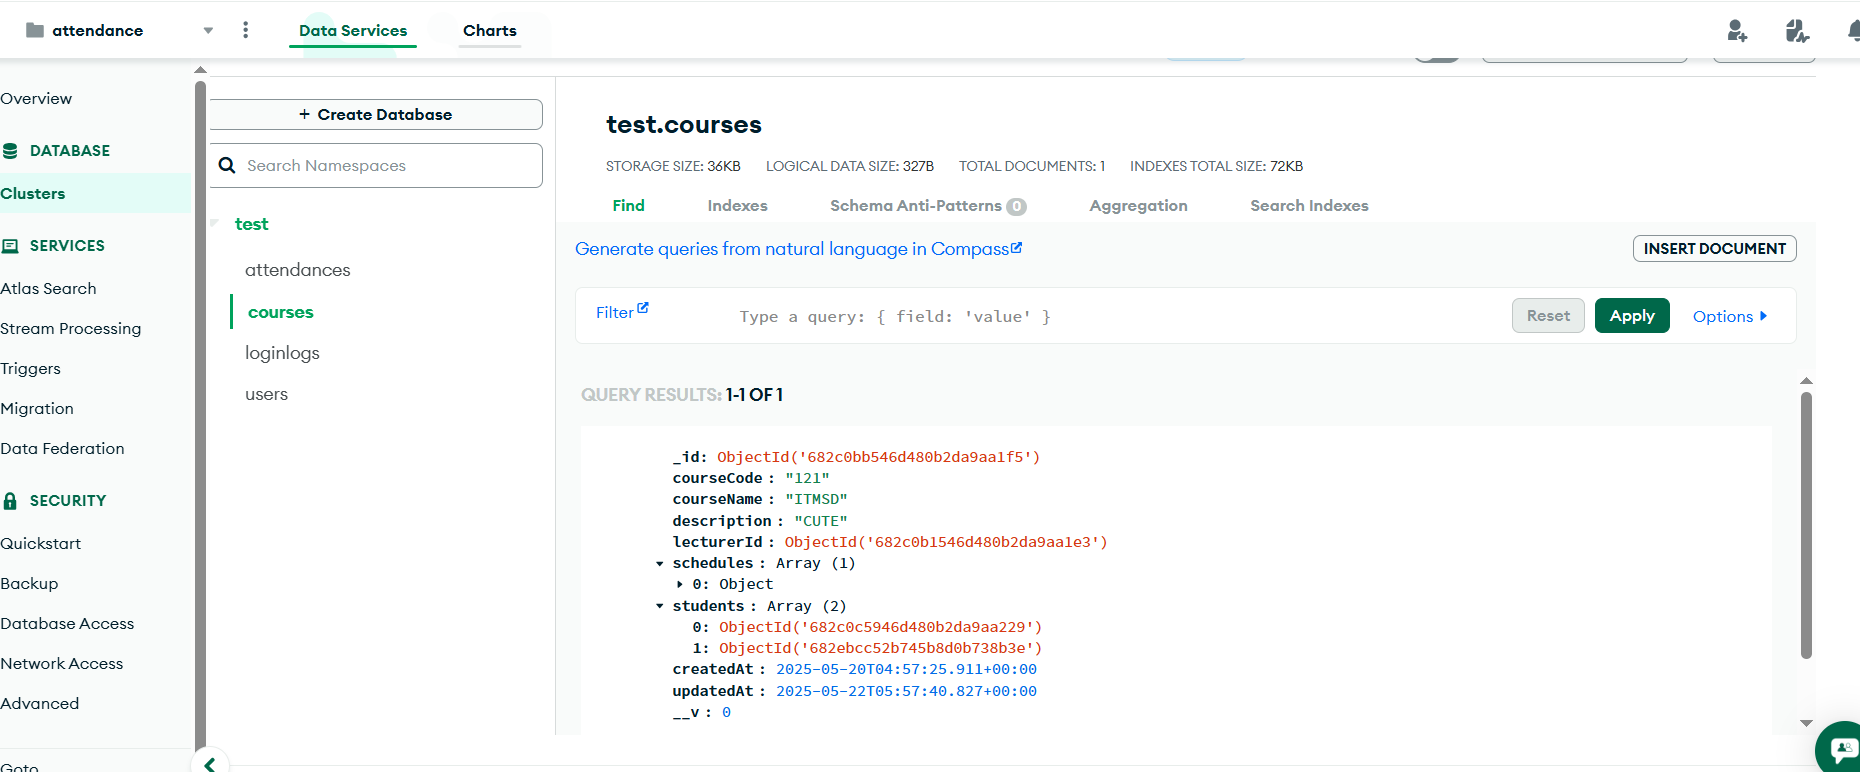 attendance
Data Services
Charts
Overview
DATABASE
Clusters
SERVICES
Atlas Search
Stream Processing
Triggers
Migration
Data Federation
SECURITY
Quickstart
Backup
Database Access
Network Access
Advanced
Goto
+ Create Database
Search Namespaces
test
attendances
courses
loginlogs
users
test.courses
STORAGE SIZE: 36KB LOGICAL DATA SIZE: 327B TOTAL DOCUMENTS: 1 INDEXES TOTAL SIZE: 72KB
Find Indexes Schema Anti-Patterns 0 Aggregation Search Indexes
Generate queries from natural language in Compass
INSERT DOCUMENT
Filter Type a query: { field: 'value' } Reset Apply Options
QUERY RESULTS: 1-1 OF 1
_id: ObjectId('682c0bb546d480b2da9aa1f5')
courseCode : "121"
courseName : "ITMSD"
description : "CUTE"
lecturerId : ObjectId('682c0b1546d480b2da9aa1e3')
schedules : Array (1)
0: Object
students : Array (2)
0: ObjectId('682c0c5946d480b2da9aa229')
1: ObjectId('682ebcc52b745b8d0b738b3e')
createdAt : 2025-05-20T04:57:25.911+00:00
updatedAt : 2025-05-22T05:57:40.827+00:00
__v : 0